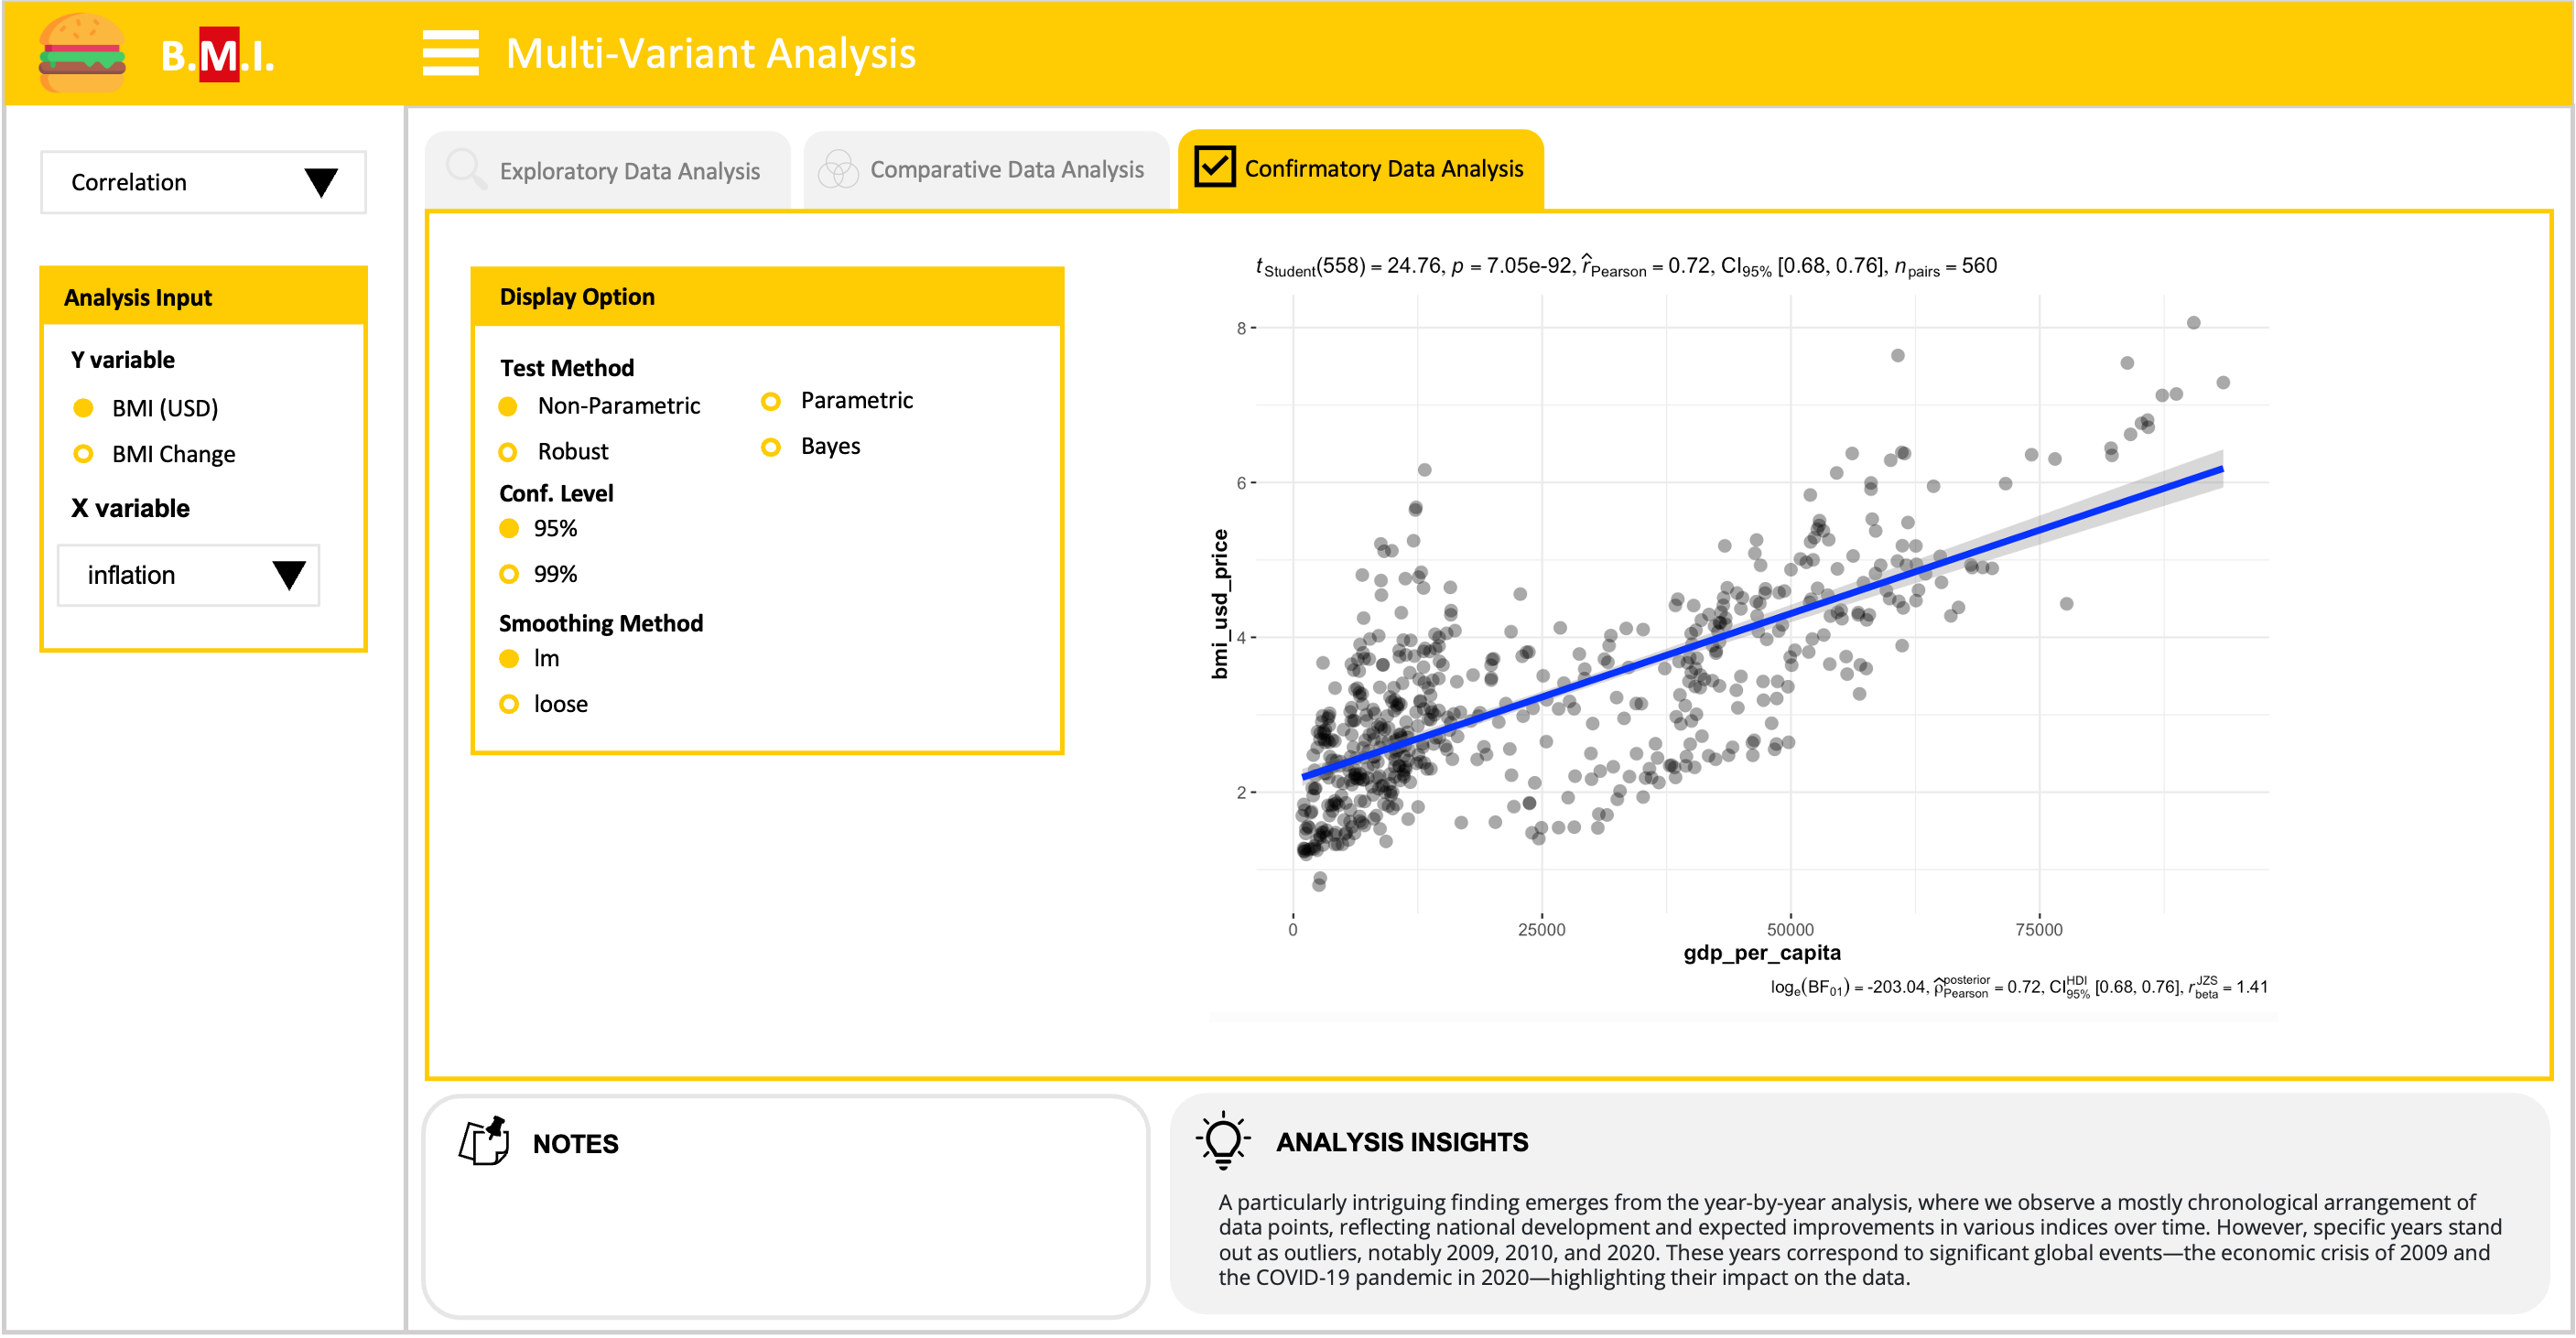 B.M.I.
Multi-Variant Analysis
Correlation
Analysis Input
Y variable
BMI (USD)
BMI Change
X variable
inflation
Exploratory Data Analysis
Comparative Data Analysis
Confirmatory Data Analysis
Display Option
Test Method
Non-Parametric
Parametric
Robust
Bayes
Conf. Level
95%
99%
Smoothing Method
lm
loose
t Student(558) = 24.76, p = 7.05e-92, r̂ Pearson = 0.72, CI 95% [0.68, 0.76], n pairs = 560
bmi_usd_price
8
6
4
2
0 25000 50000 75000
gdp_per_capita
log e(BF 01) = -203.04, ρ̂ posterior Pearson = 0.72, CI HDI 95% [0.68, 0.76], r JZS beta = 1.41
NOTES
ANALYSIS INSIGHTS
A particularly intriguing finding emerges from the year-by-year analysis, where we observe a mostly chronological arrangement of
data points, reflecting national development and expected improvements in various indices over time. However, specific years stand
out as outliers, notably 2009, 2010, and 2020. These years correspond to significant global events—the economic crisis of 2009 and
the COVID-19 pandemic in 2020—highlighting their impact on the data.